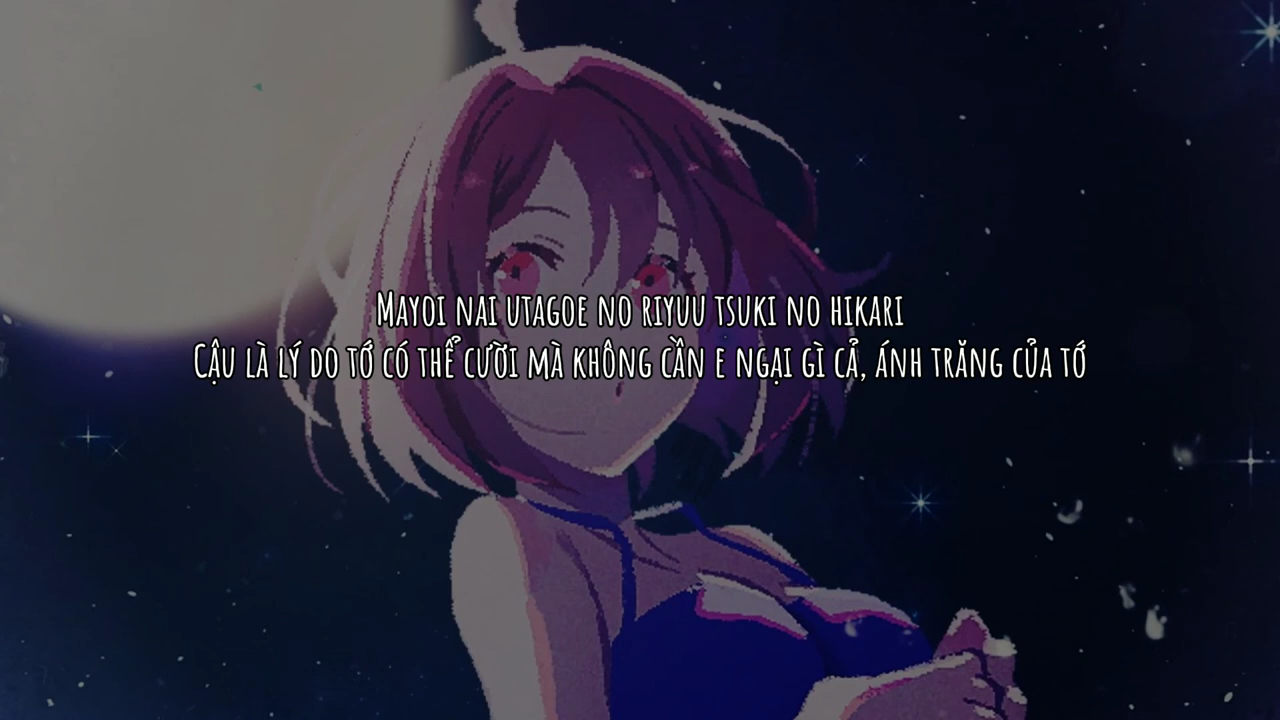 Mayoi nai utagoe no riyuu tsuki no hikari
Cậu là lý do tớ có thể cười mà không cần e ngại gì cả, ánh trăng của tớ